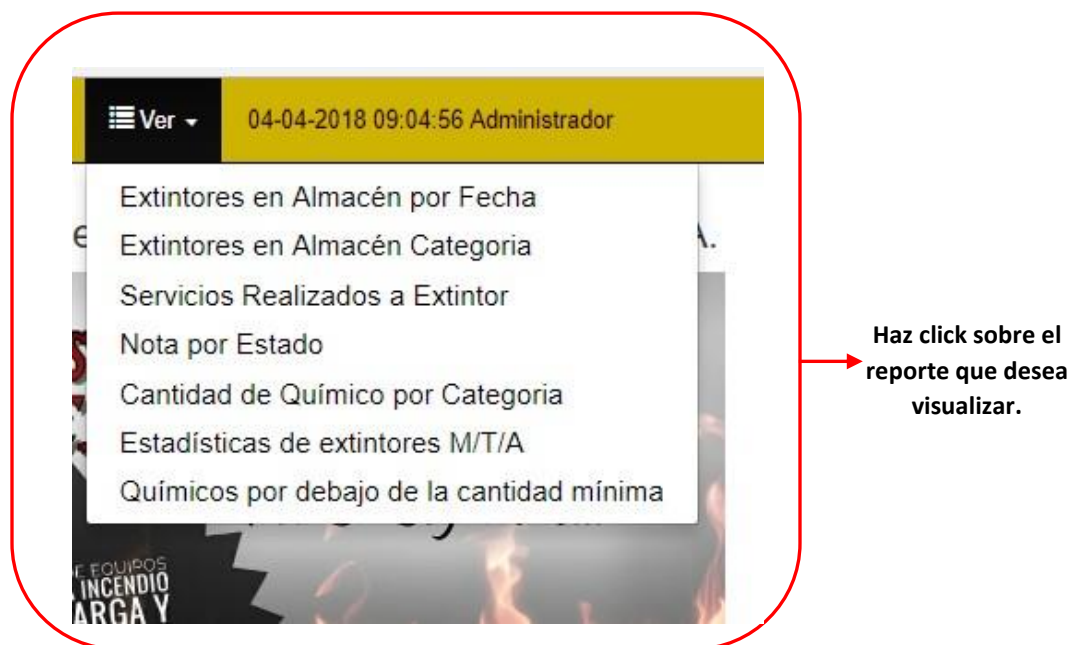 Ver
04-04-2018 09:04:56 Administrador
Extintores en Almacén por Fecha
Extintores en Almacén Categoria
Servicios Realizados a Extintor
Nota por Estado
Cantidad de Químico por Categoria
Estadísticas de extintores M/T/A
Químicos por debajo de la cantidad mínima
DE EQUIPOS
INCENDIO
ARGA Y
Haz click sobre el
reporte que desea
visualizar.